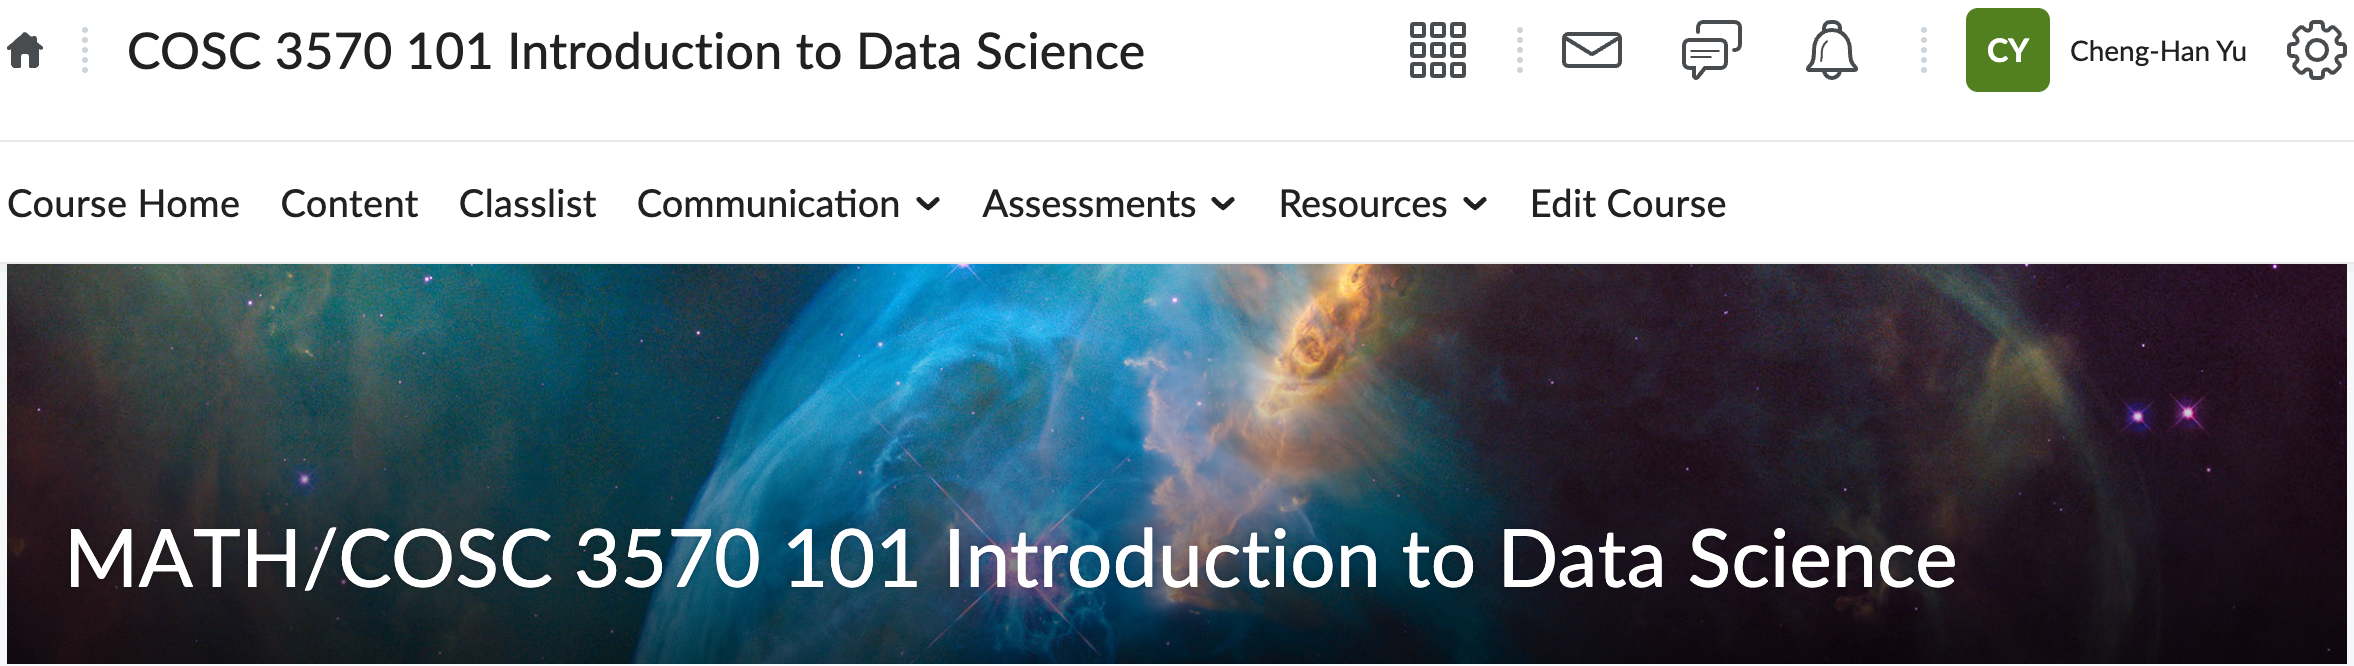 COSC 3570 101 Introduction to Data Science
CY
Cheng-Han Yu
Course Home Content Classlist Communication Assessments Resources Edit Course
MATH/COSC 3570 101 Introduction to Data Science